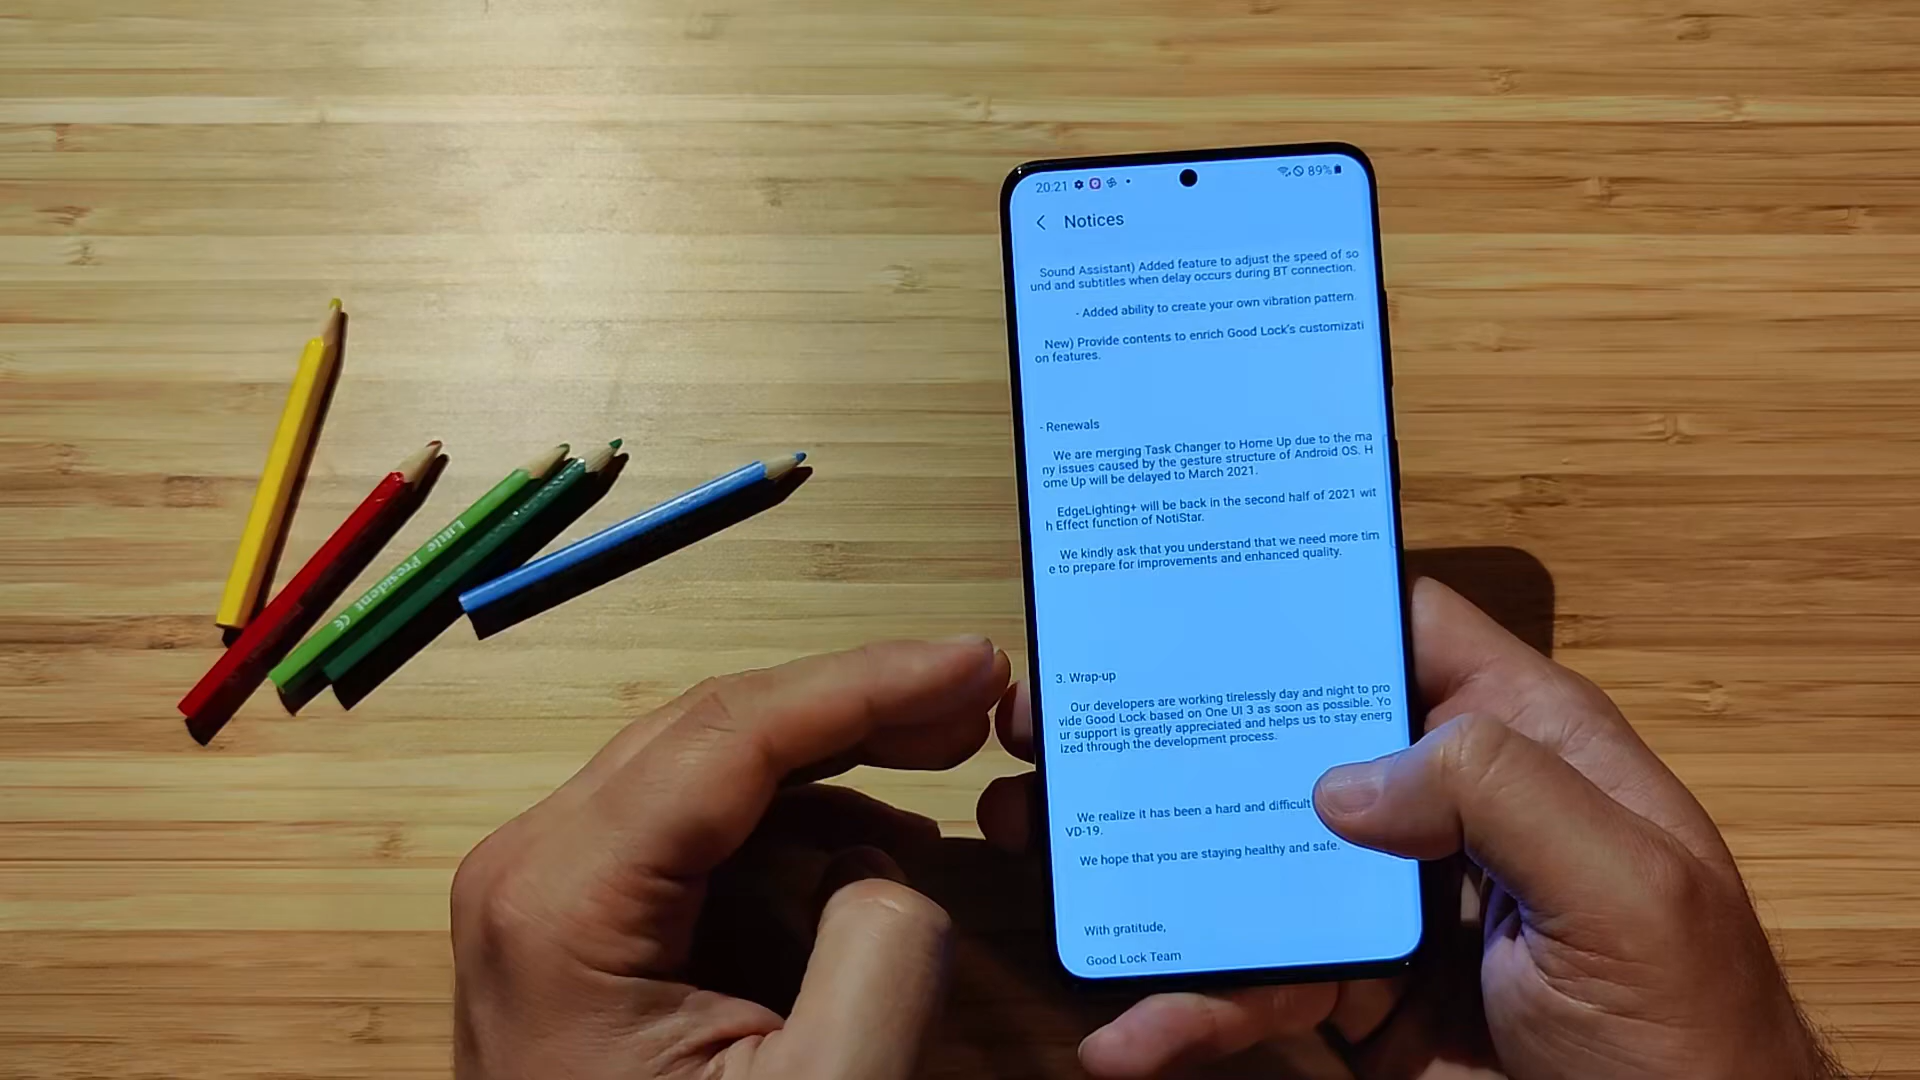 20:21
89%
Notices
Sound Assistant) Added feature to adjust the speed of so
und and subtitles when delay occurs during BT connection.
- Added ability to create your own vibration pattern.
New) Provide contents to enrich Good Lock's customizati
on features.
- Renewals
We are merging Task Changer to Home Up due to the ma
ny issues caused by the gesture structure of Android OS. H
ome Up will be delayed to March 2021.
EdgeLighting+ will be back in the second half of 2021 wit
h Effect function of NotiStar.
We kindly ask that you understand that we need more tim
e to prepare for improvements and enhanced quality.
3. Wrap-up
Our developers are working tirelessly day and night to pro
vide Good Lock based on One UI 3 as soon as possible. Yo
ur support is greatly appreciated and helps us to stay energ
ized through the development process.
We realize it has been a hard and difficult
VD-19.
We hope that you are staying healthy and safe.
With gratitude,
Good Lock Team
Little President CE